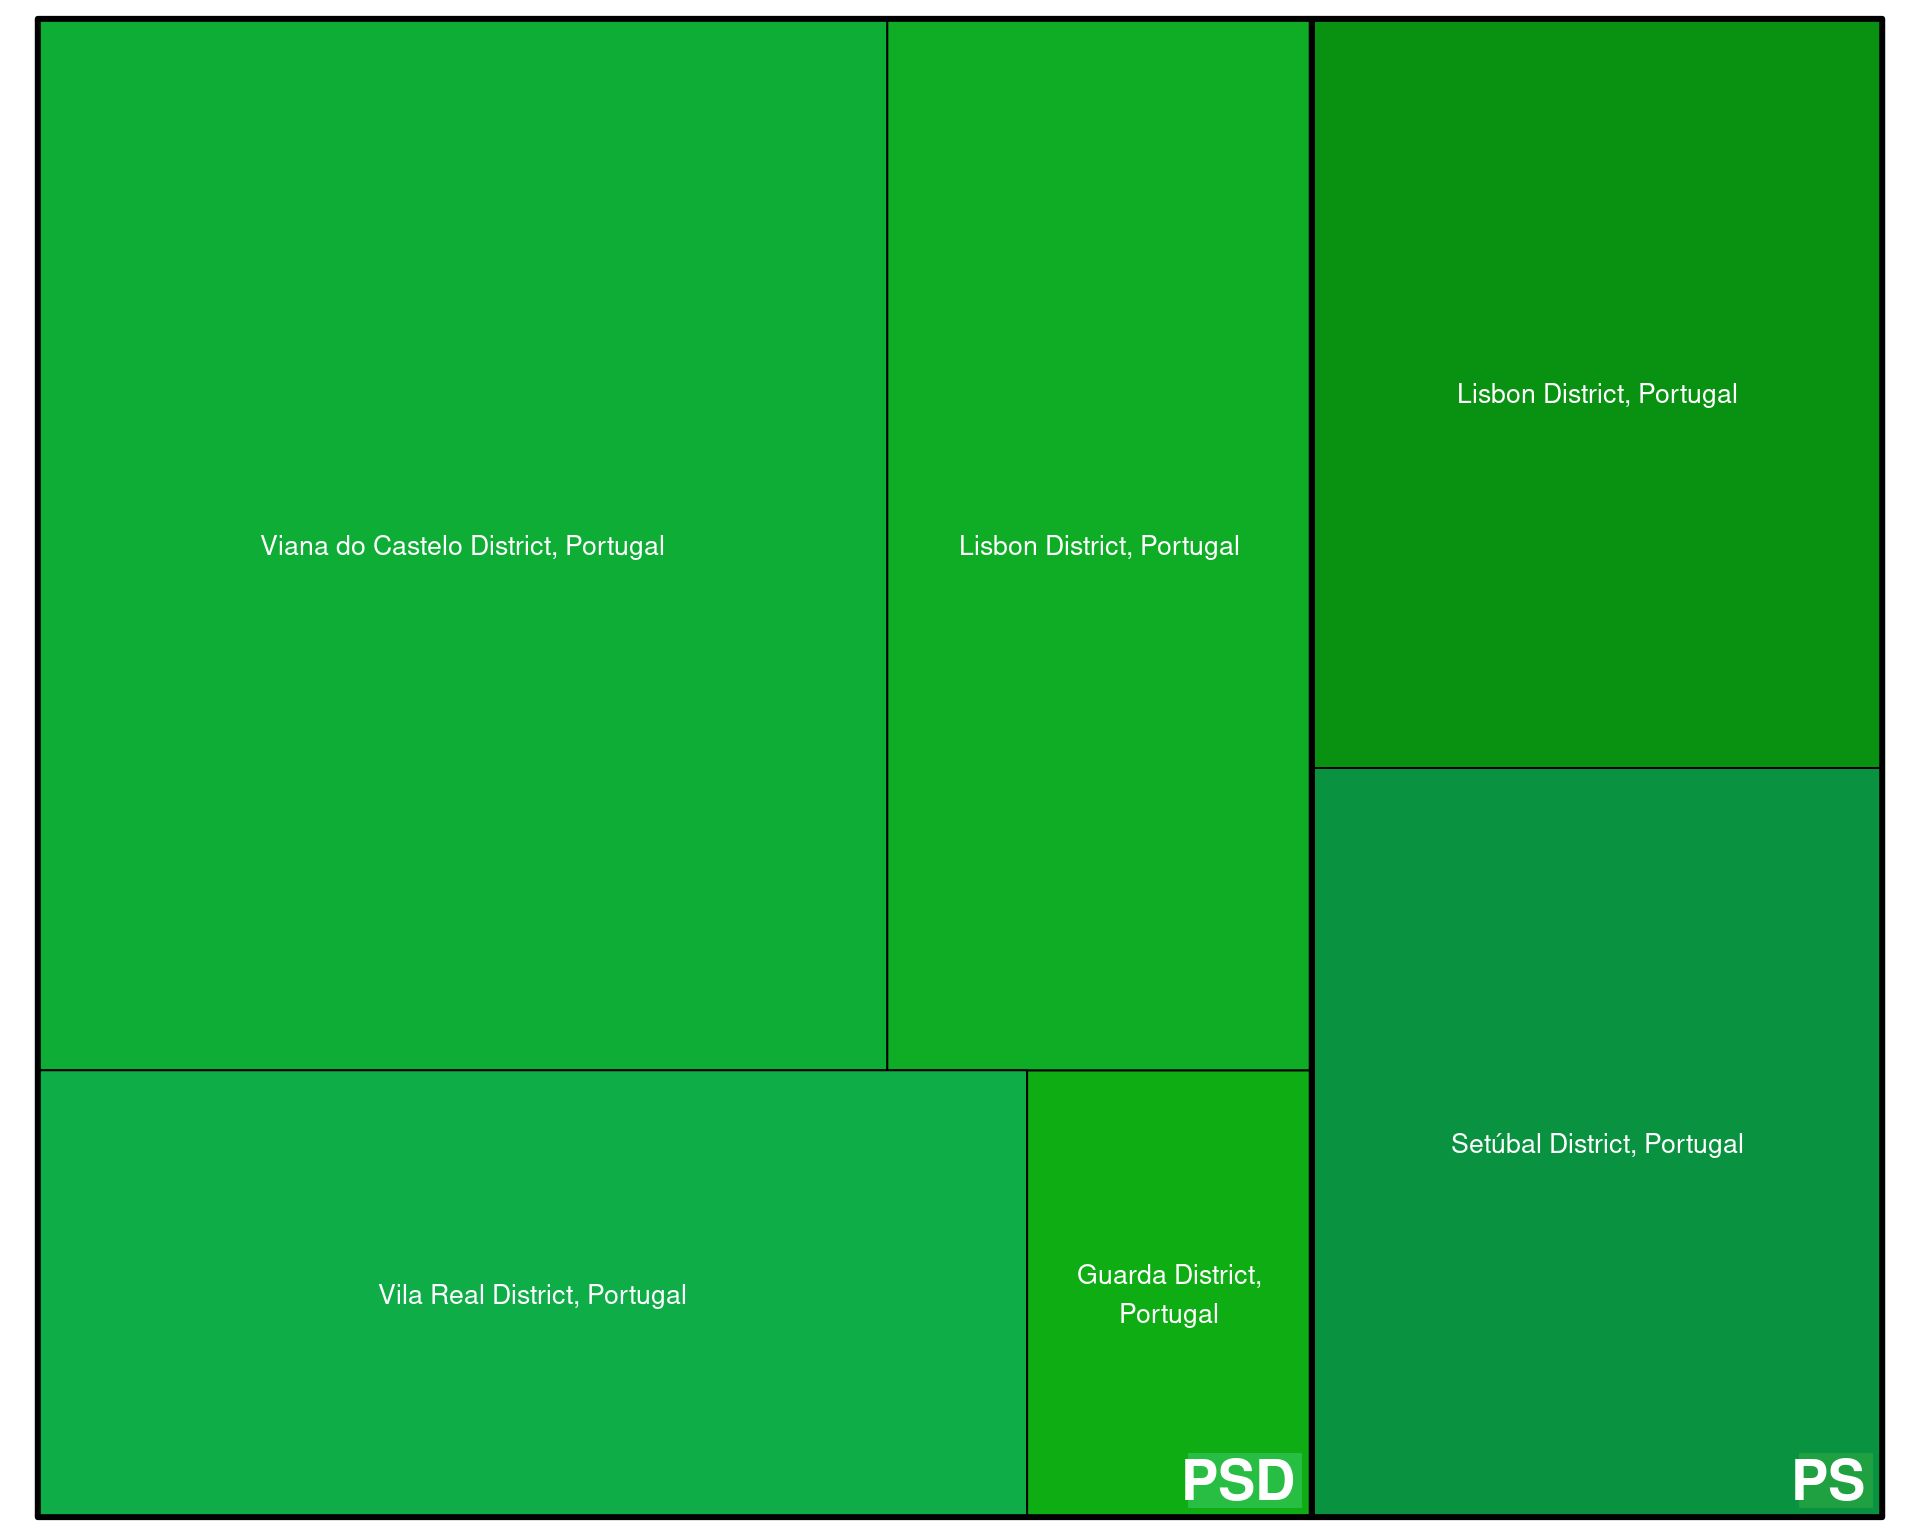 Viana do Castelo District, Portugal
Lisbon District, Portugal
Lisbon District, Portugal
Vila Real District, Portugal
Guarda District,
Portugal
Setúbal District, Portugal
PSD
PS